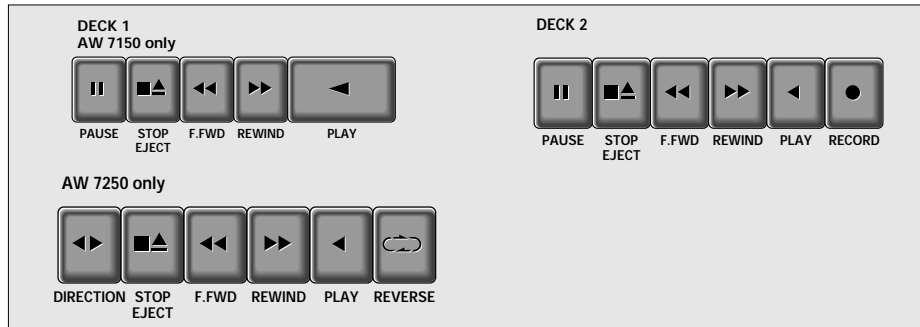 DECK 1
AW 7150 only
PAUSE STOP F.FWD REWIND PLAY
EJECT
DECK 2
PAUSE STOP F.FWD REWIND PLAY RECORD
EJECT
AW 7250 only
DIRECTION STOP F.FWD REWIND PLAY REVERSE
EJECT